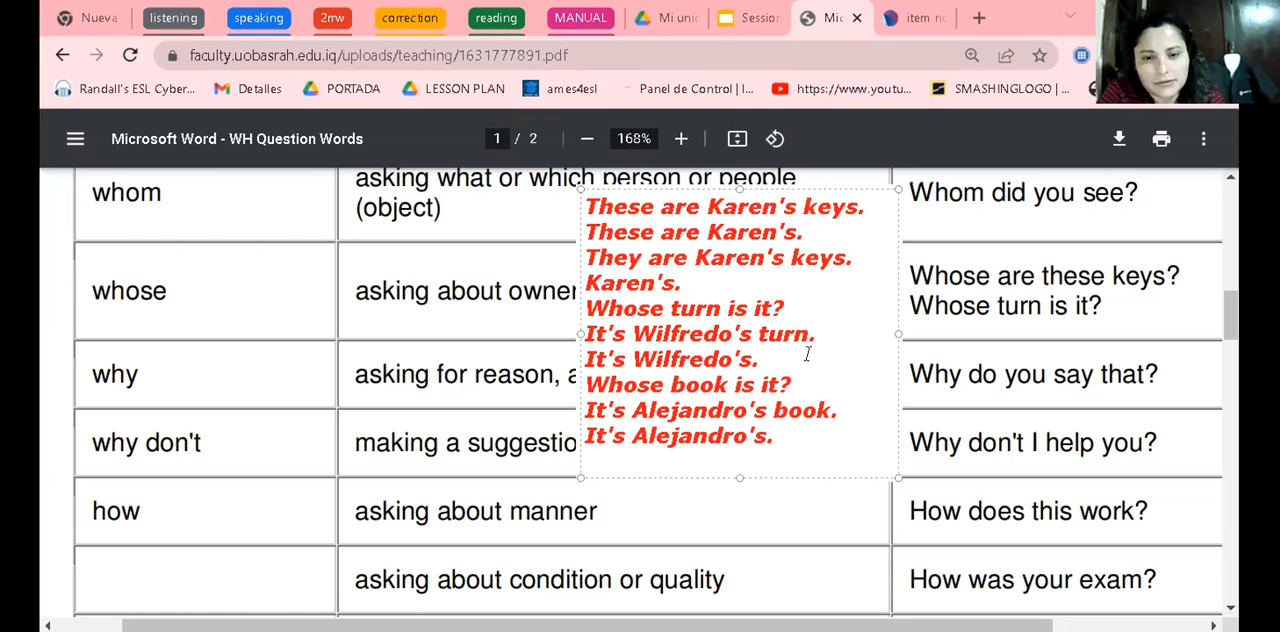 Nueva
listening
speaking
2mw
correction
reading
MANUAL
Mi uni
Session
Mic
item n
faculty.uobasrah.edu.iq/uploads/teaching/1631777891.pdf
Randall's ESL Cyber...
Detalles
PORTADA
LESSON PLAN
ames4esl
Panel de Control | I...
https://www.youtu...
SMASHINGLOGO | ...
Microsoft Word - WH Question Words
1 / 2
168%
whom
asking what or which person or people
(object)
Whom did you see?
These are Karen's keys.
These are Karen's.
They are Karen's keys.
Karen's.
Whose turn is it?
It's Wilfredo's turn.
It's Wilfredo's.
Whose book is it?
It's Alejandro's book.
It's Alejandro's.
whose
asking about owner
Whose are these keys?
Whose turn is it?
why
asking for reason, a
Why do you say that?
why don't
making a suggestio
Why don't I help you?
how
asking about manner
How does this work?
asking about condition or quality
How was your exam?